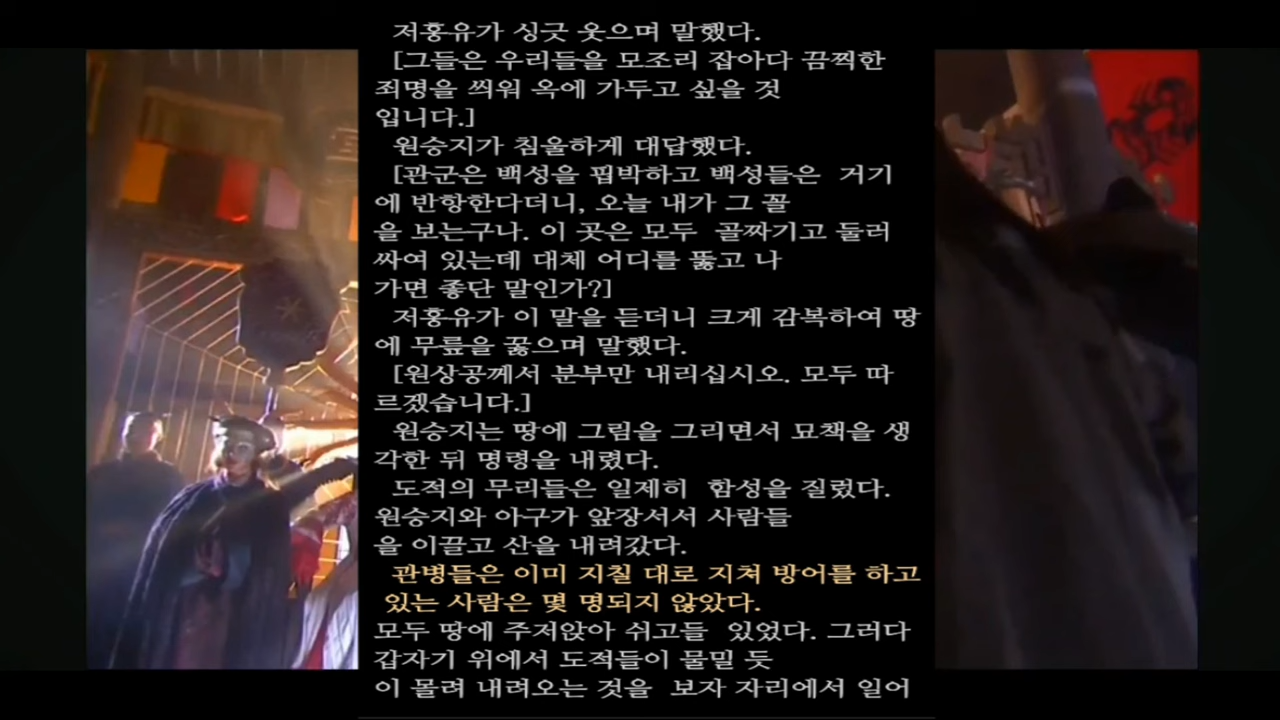 저홍유가 싱긋 웃으며 말했다.
[그들은 우리들을 모조리 잡아다 끔찍한
죄명을 씌워 옥에 가두고 싶을 것
입니다.]
원승지가 침울하게 대답했다.
[관군은 백성을 핍박하고 백성들은 거기
에 반항한다더니, 오늘 내가 그 꼴
을 보는구나. 이 곳은 모두 골짜기고 둘러
싸여 있는데 대체 어디를 뚫고 나
가면 좋단 말인가?]
저홍유가 이 말을 듣더니 크게 감복하여 땅
에 무릎을 꿇으며 말했다.
[원상공께서 분부만 내리십시오. 모두 따
르겠습니다.]
원승지는 땅에 그림을 그리면서 묘책을 생
각한 뒤 명령을 내렸다.
도적의 무리들은 일제히 함성을 질렀다.
원승지와 아구가 앞장서서 사람들
을 이끌고 산을 내려갔다.
관병들은 이미 지칠 대로 지쳐 방어를 하고
있는 사람은 몇 명되지 않았다.
모두 땅에 주저앉아 쉬고들 있었다. 그러다
갑자기 위에서 도적들이 물밀 듯
이 몰려 내려오는 것을 보자 자리에서 일어